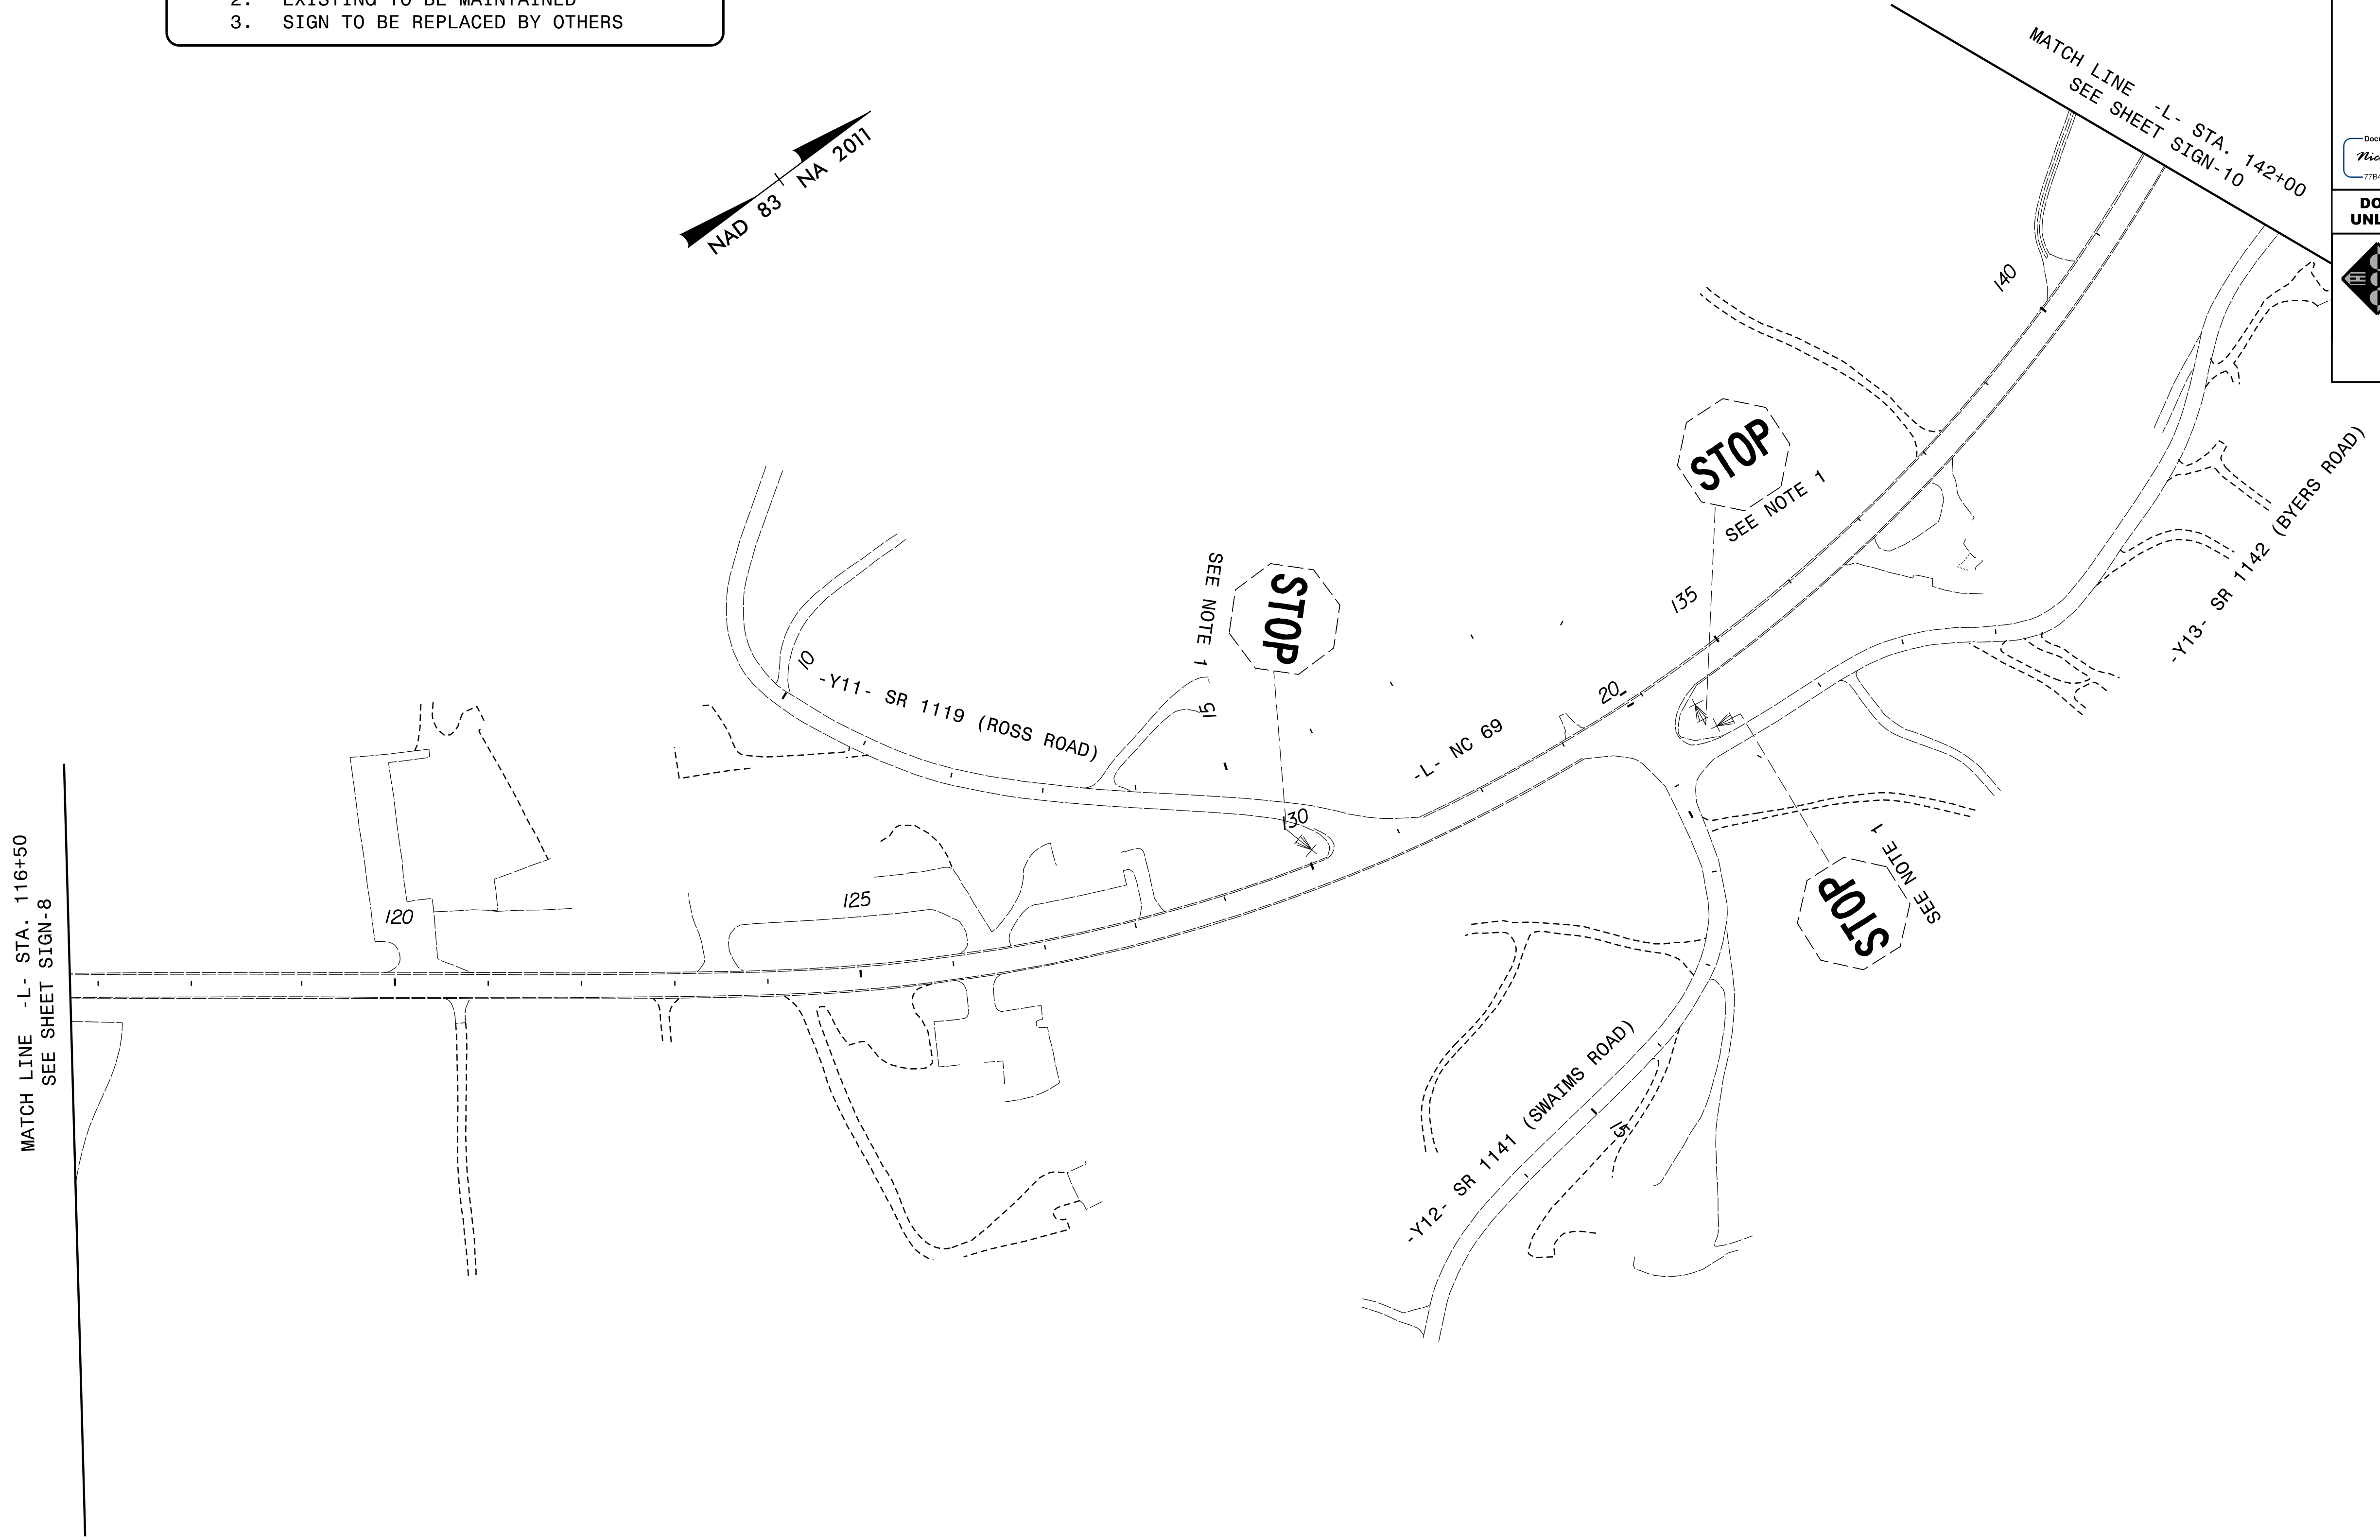 2. EXISTING TO BE MAINTAINED
3. SIGN TO BE REPLACED BY OTHERS
MATCH LINE -L- STA. 142+00
SEE SHEET SIGN-10
NAD 83 NA 2011
77B4
140
STOP
SEE NOTE 1
135
-Y13- SR 1142 (BYERS ROAD)
SEE NOTE 1
STOP
10
-Y11- SR 1119 (ROSS ROAD)
15
20
-L- NC 69
130
SEE NOTE 1
STOP
125
120
MATCH LINE -L- STA. 116+50
SEE SHEET SIGN-8
-Y12- SR 1141 (SWAIMS ROAD)
15